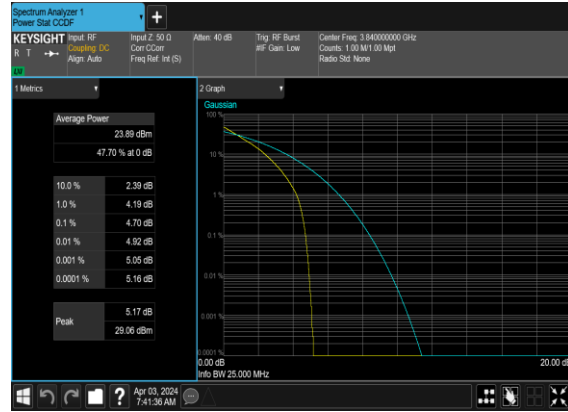 Spectrum Analyzer 1
Power Stat CCDF
KEYSIGHT
R T
LM
Input: RF
Coupling: DC
Align: Auto
Input Z: 50 Ω
Corr CCorr
Freq Ref: Int (S)
Atten: 40 dB
Trig: RF Burst
#IF Gain: Low
Center Freq: 3.840000000 GHz
Counts: 1.00 M/1.00 Mpt
Radio Std: None
1 Metrics
Average Power
23.89 dBm
47.70 % at 0 dB
10.0 % 2.39 dB
1.0 % 4.19 dB
0.1 % 4.70 dB
0.01 % 4.92 dB
0.001 % 5.05 dB
0.0001 % 5.16 dB
Peak
5.17 dB
29.06 dBm
2 Graph
Gaussian
100 %
10 %
1 %
0.1 %
0.01 %
0.001 %
0.0001 %
0.00 dB
20.00 dB
Info BW 25.000 MHz
Apr 03, 2024
7:41:36 AM